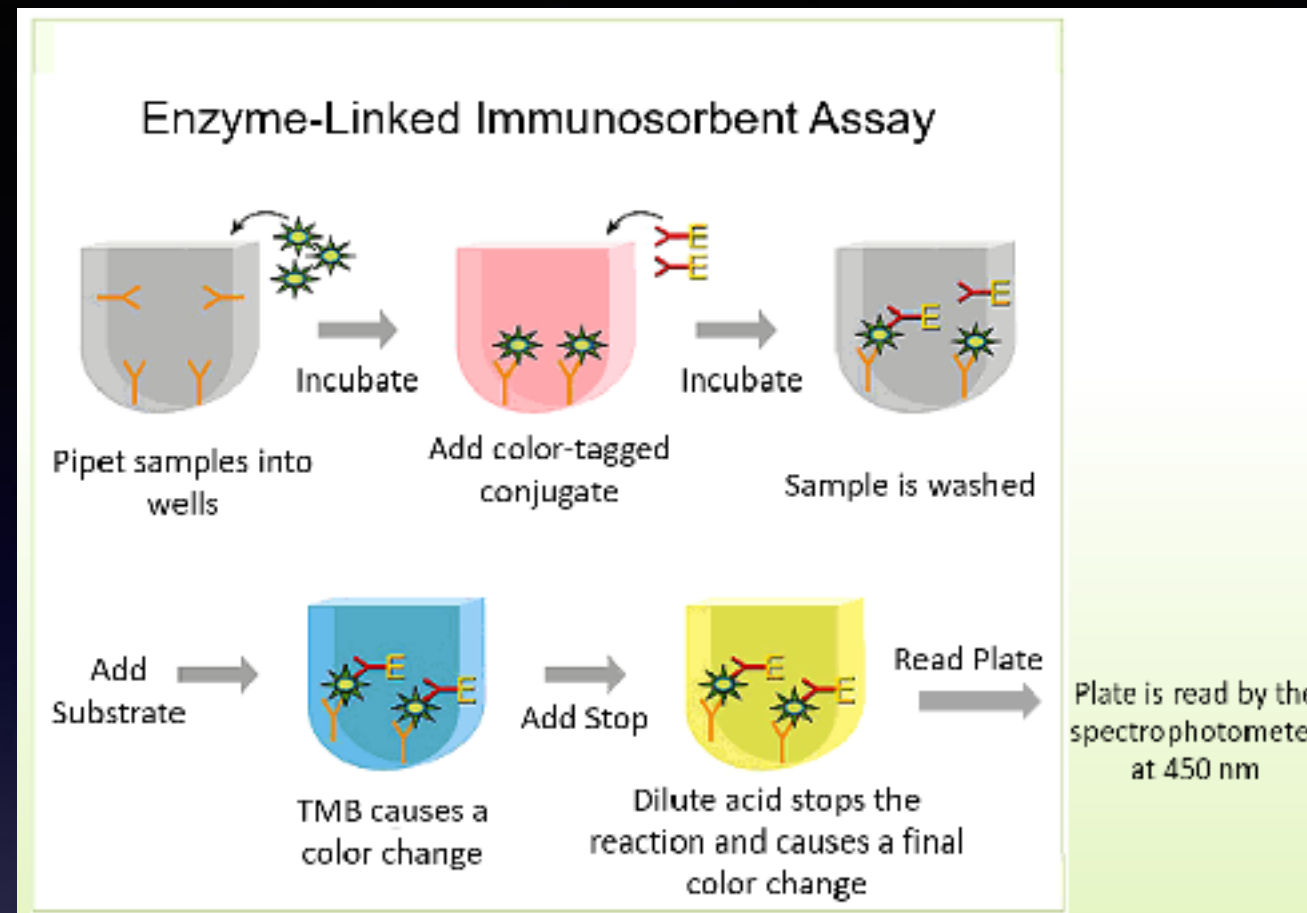 Enzyme-Linked Immunosorbent Assay
E
E
Incubate
Incubate
E
E
Pipet samples into
wells
Add color-tagged
conjugate
Sample is washed
Add
Substrate
E
E
Add Stop
E
E
Read Plate
TMB causes a
color change
Dilute acid stops the
reaction and causes a final
color change
Plate is read by the
at 450 nm